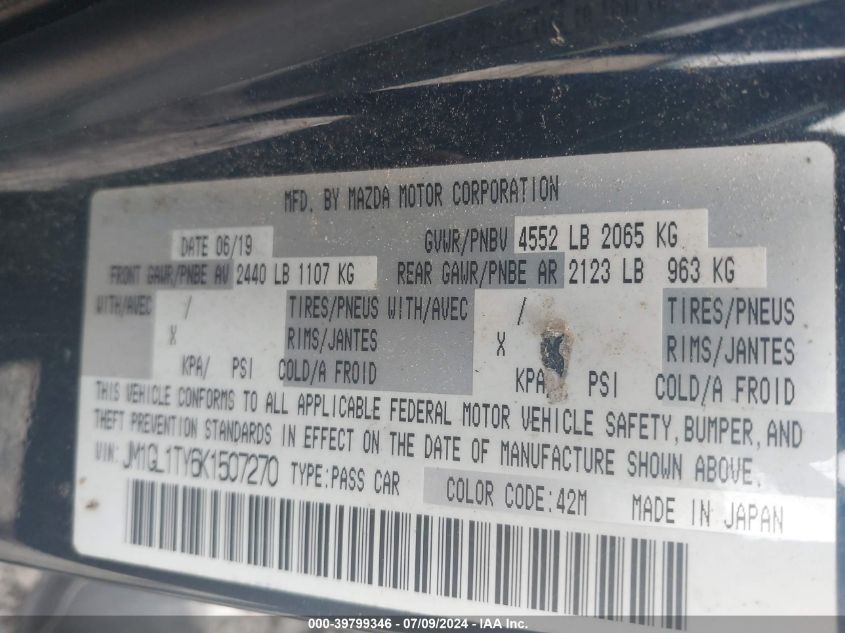 MFD. BY MAZDA MOTOR CORPORATION
DATE 06/19 GVWR/PNBV 4552 LB 2065 KG
FRONT GAWR/PNBE AV 2440 LB 1107 KG REAR GAWR/PNBE AR 2123 LB 963 KG
WITH/AVEC / TIRES/PNEUS WITH/AVEC / TIRES/PNEUS
X RIMS/JANTES X RIMS/JANTES
KPA/ PSI COLD/A FROID KPA PSI COLD/A FROID
THIS VEHICLE CONFORMS TO ALL APPLICABLE FEDERAL MOTOR VEHICLE SAFETY, BUMPER, AND
THEFT PREVENTION STANDARDS IN EFFECT ON THE DATE OF MANUFACTURE SHOWN ABOVE.
VIN: JM1GL1TY6K1507270 TYPE:PASS CAR COLOR CODE:42M MADE IN JAPAN
000-39799346 - 07/09/2024 - IAA Inc.